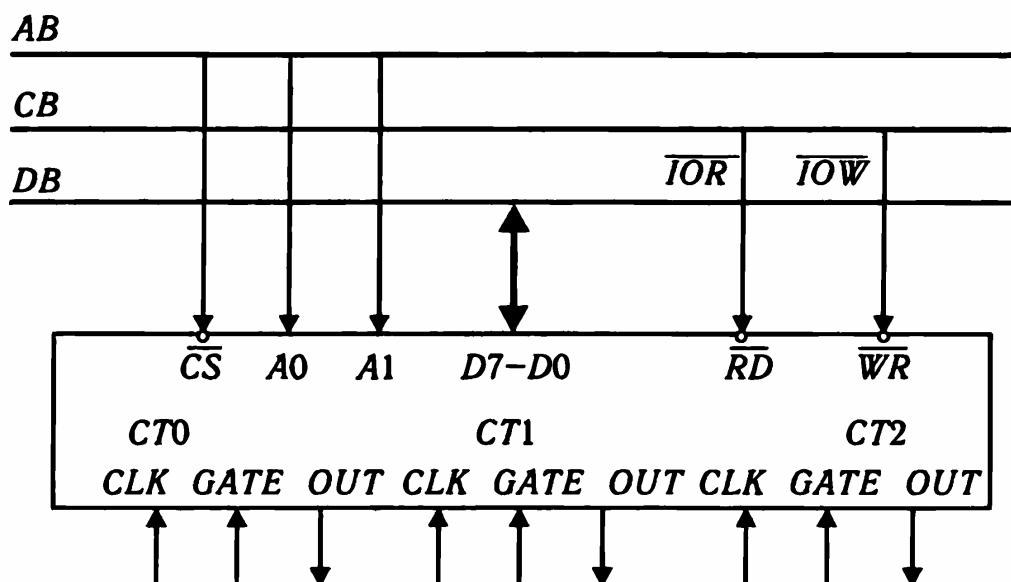 AB
CB
IOR IOW
DB
CS A0 A1 D7-D0 RD WR
CT0 CT1 CT2
CLK GATE OUT CLK GATE OUT CLK GATE OUT